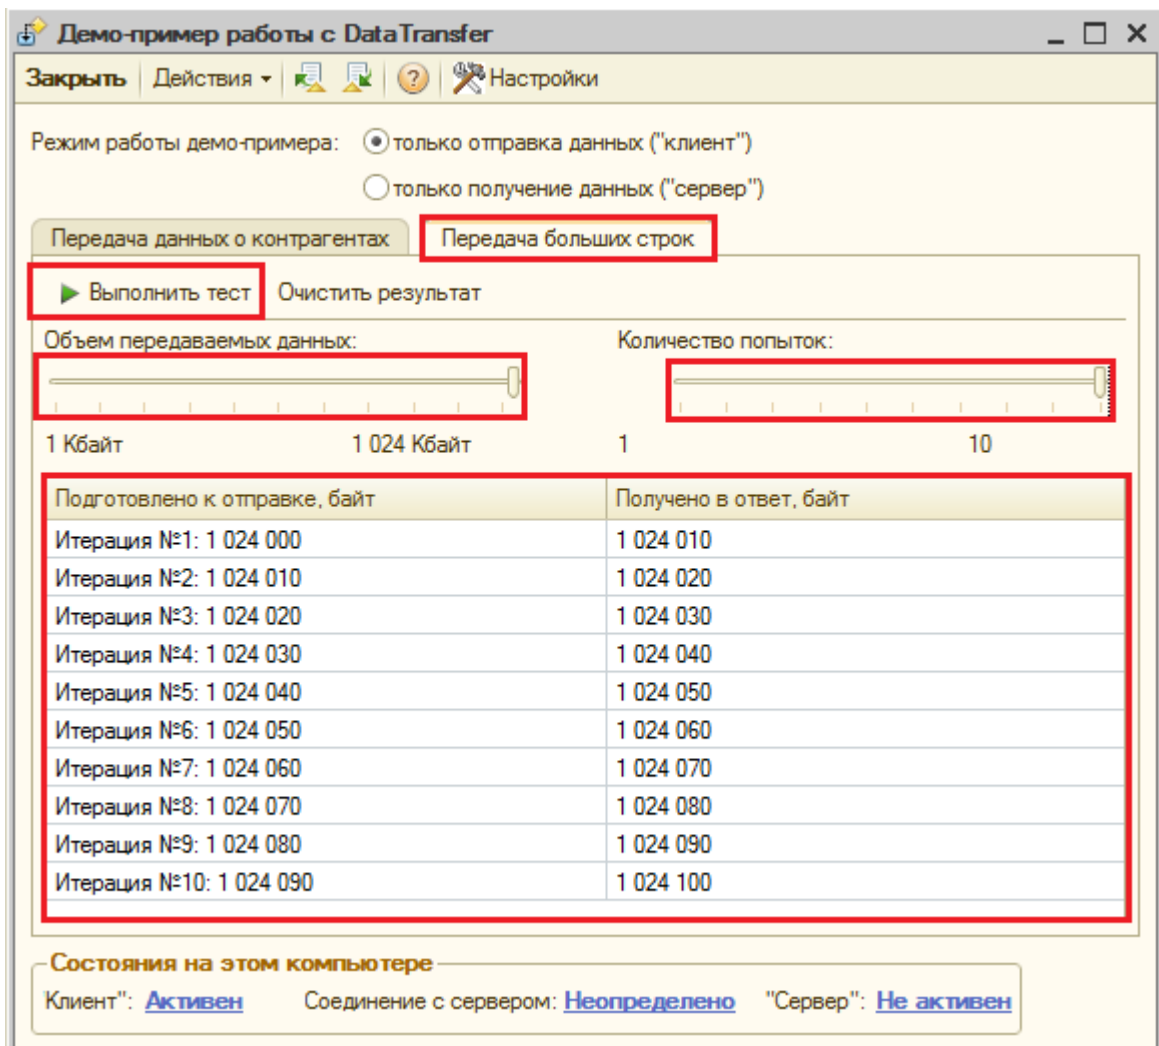 Демо-пример работы с DataTransfer
Закрыть Действия Настройки
Режим работы демо-примера: только отправка данных ("клиент")
только получение данных ("сервер")
Передача данных о контрагентах Передача больших строк
Выполнить тест Очистить результат
Объем передаваемых данных: Количество попыток:
1 Кбайт 1 024 Кбайт 1 10
Подготовлено к отправке, байт Получено в ответ, байт
Итерация №1: 1 024 000 1 024 010
Итерация №2: 1 024 010 1 024 020
Итерация №3: 1 024 020 1 024 030
Итерация №4: 1 024 030 1 024 040
Итерация №5: 1 024 040 1 024 050
Итерация №6: 1 024 050 1 024 060
Итерация №7: 1 024 060 1 024 070
Итерация №8: 1 024 070 1 024 080
Итерация №9: 1 024 080 1 024 090
Итерация №10: 1 024 090 1 024 100
Состояния на этом компьютере
Клиент": Активен Соединение с сервером: Неопределено "Сервер": Не активен